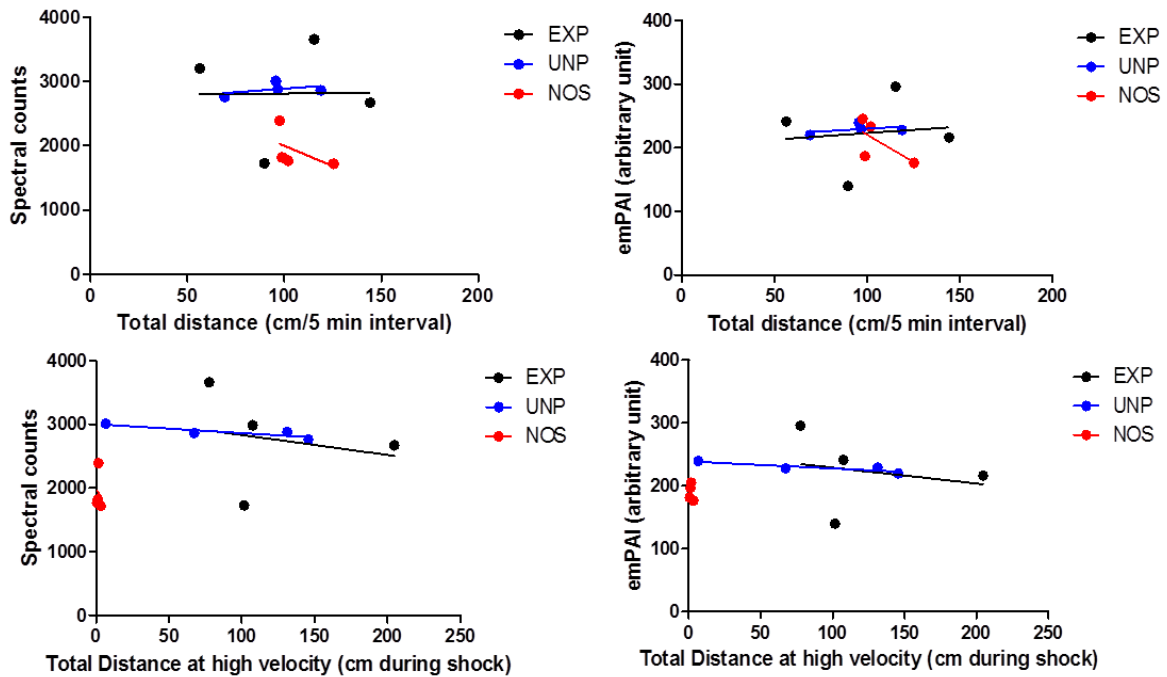 Spectral counts
4000
3000
2000
1000
0
0 50 100 150 200
Total distance (cm/5 min interval)
EXP
UNP
NOS
emPAI (arbitrary unit)
400
300
200
100
0
0 50 100 150 200
Total distance (cm/5 min interval)
EXP
UNP
NOS
Spectral counts
4000
3000
2000
1000
0
0 50 100 150 200 250
Total Distance at high velocity (cm during shock)
EXP
UNP
NOS
emPAI (arbitrary unit)
400
300
200
100
0
0 50 100 150 200 250
Total Distance at high velocity (cm during shock)
EXP
UNP
NOS